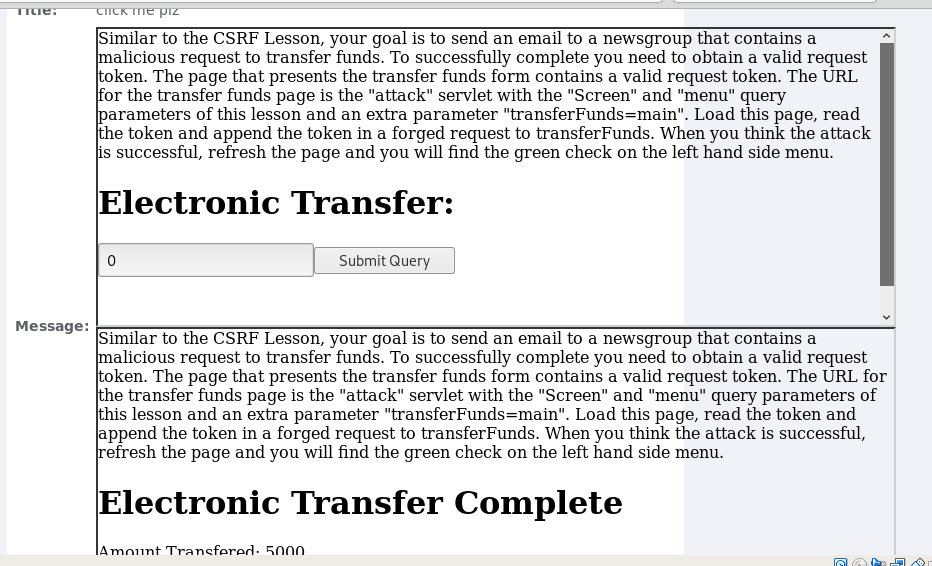 Title: click me plz
Similar to the CSRF Lesson, your goal is to send an email to a newsgroup that contains a
malicious request to transfer funds. To successfully complete you need to obtain a valid request
token. The page that presents the transfer funds form contains a valid request token. The URL
for the transfer funds page is the "attack" servlet with the "Screen" and "menu" query
parameters of this lesson and an extra parameter "transferFunds=main". Load this page, read
the token and append the token in a forged request to transferFunds. When you think the attack
is successful, refresh the page and you will find the green check on the left hand side menu.
Electronic Transfer:
0 Submit Query
Message:
Similar to the CSRF Lesson, your goal is to send an email to a newsgroup that contains a
malicious request to transfer funds. To successfully complete you need to obtain a valid request
token. The page that presents the transfer funds form contains a valid request token. The URL for
the transfer funds page is the "attack" servlet with the "Screen" and "menu" query parameters of
this lesson and an extra parameter "transferFunds=main". Load this page, read the token and
append the token in a forged request to transferFunds. When you think the attack is successful,
refresh the page and you will find the green check on the left hand side menu.
Electronic Transfer Complete
Amount Transfered: 5000